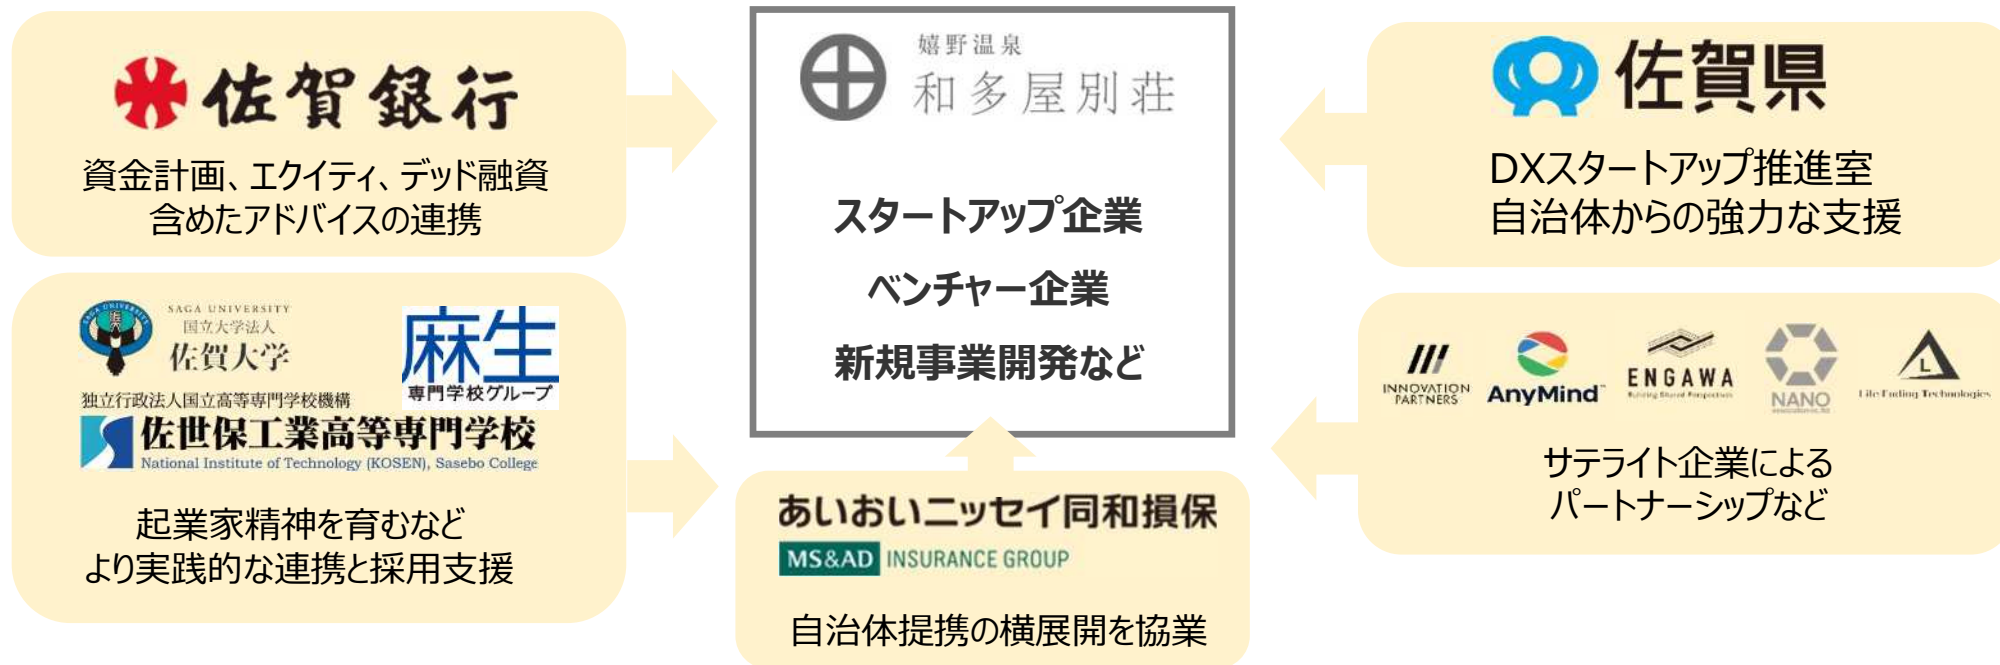 佐賀銀行
資金計画、エクイティ、デッド融資
含めたアドバイスの連携
SAGA UNIVERSITY
国立大学法人
佐賀大学
麻生
専門学校グループ
独立行政法人国立高等専門学校機構
佐世保工業高等専門学校
National Institute of Technology (KOSEN), Sasebo College
起業家精神を育むなど
より実践的な連携と採用支援
嬉野温泉
和多屋別荘
スタートアップ企業
ベンチャー企業
新規事業開発など
あいおいニッセイ同和損保
MS&AD INSURANCE GROUP
自治体提携の横展開を協業
佐賀県
DXスタートアップ推進室
自治体からの強力な支援
INNOVATION
PARTNERS
AnyMind
ENGAWA
Building Shared Perspectives
NANO
L
Life Ending Technologies
サテライト企業による
パートナーシップなど